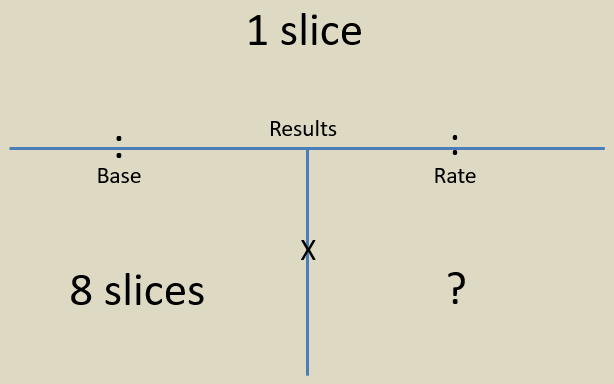 1 slice
Results
: :
Base Rate
X
8 slices ?